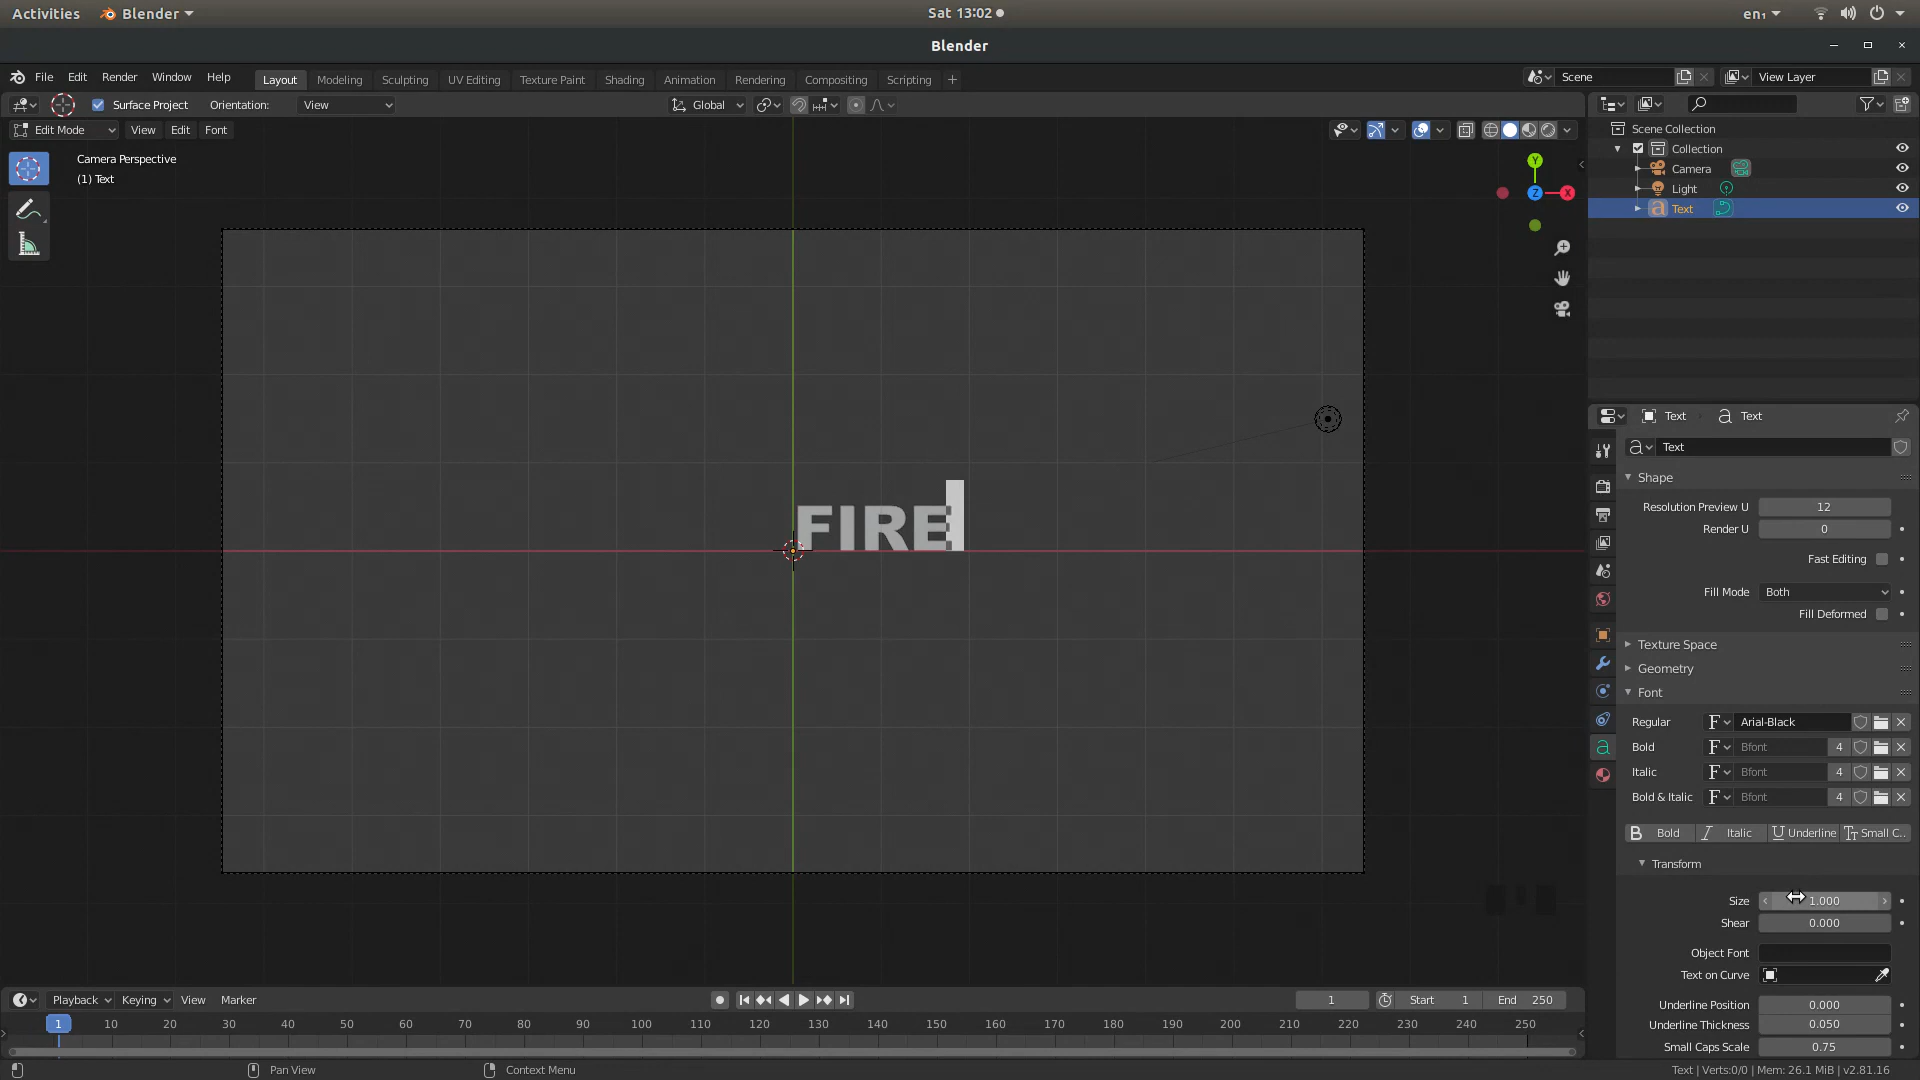 Activities Blender Sat 13:02 en₁
Blender
File Edit Render Window Help Layout Modeling Sculpting UV Editing Texture Paint Shading Animation Rendering Compositing Scripting + Scene View Layer
Surface Project Orientation: View Global
Edit Mode View Edit Font
Scene Collection
Collection
Camera
Light
Text
Camera Perspective
(1) Text
Y
Z
X
FIRE
Text Text
Text
Shape
Resolution Preview U 12
Render U 0
Fast Editing
Fill Mode Both
Fill Deformed
Texture Space
Geometry
Font
Regular F Arial-Black
Bold F Bfont 4
Italic F Bfont 4
Bold & Italic F Bfont 4
B Bold I Italic U Underline Tт Small C..
Transform
Size 1.000
Shear 0.000
Object Font
Text on Curve
Underline Position 0.000
Underline Thickness 0.050
Small Caps Scale 0.75
Playback Keying View Marker 1 Start 1 End 250
1 10 20 30 40 50 60 70 80 90 100 110 120 130 140 150 160 170 180 190 200 210 220 230 240 250
Pan View Context Menu Text | Verts:0/0 | Mem: 26.1 MiB | v2.81.16